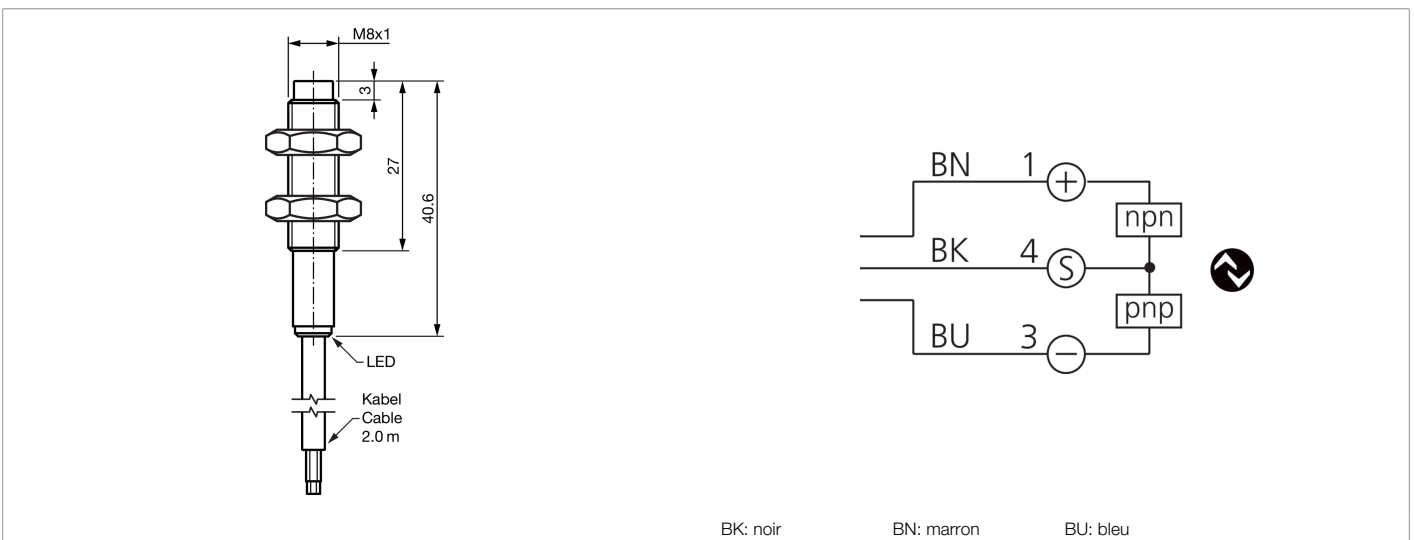 M8x1
3
27
40.6
LED
Kabel
Cable
2.0 m
BN 1 +
npn
BK 4 S
pnp
BU 3 −
BK: noir BN: marron BU: bleu